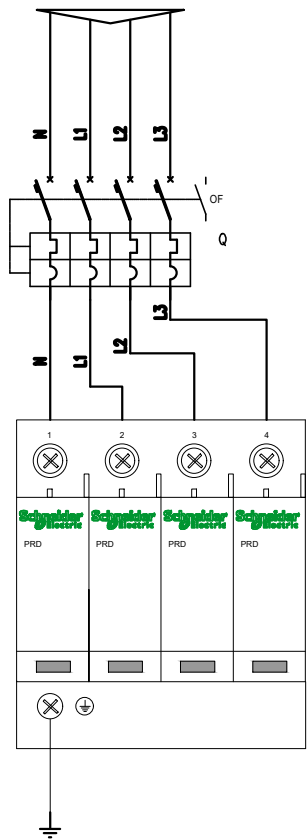 N L1 L2 L3
OF
Q
N L1 L2 L3
1 2 3 4
Schneider Electric Schneider Electric Schneider Electric Schneider Electric
PRD PRD PRD PRD